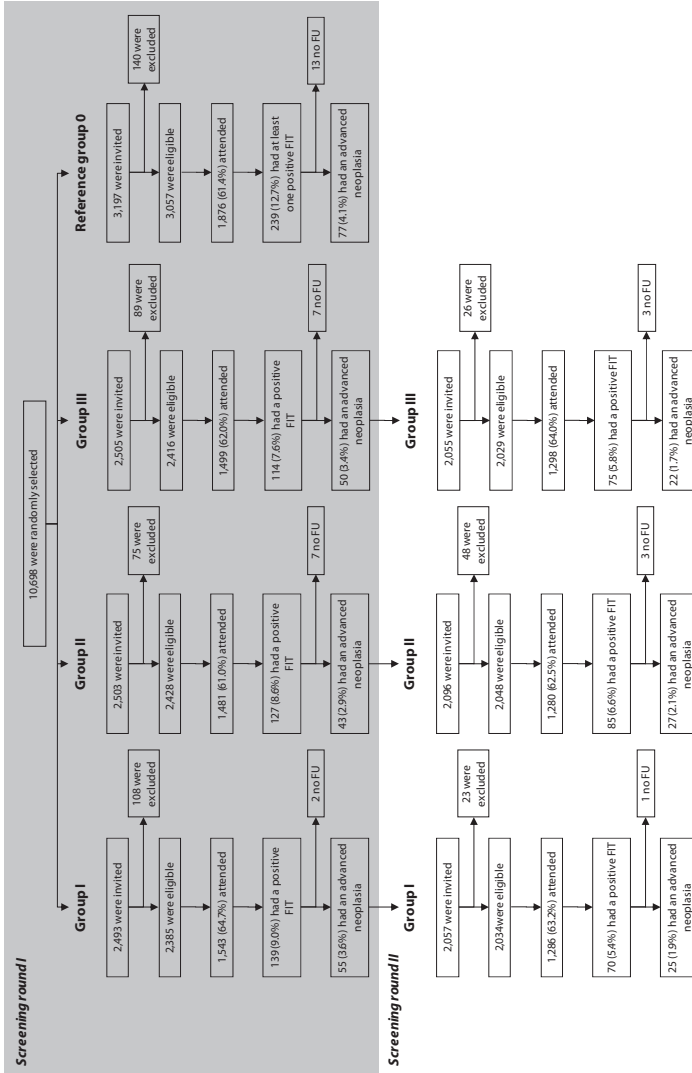 Screening round I
10,698 were randomly selected
Group I
2,493 were invited
108 were
excluded
2,385 were eligible
1,543 (64.7%) attended
139 (9.0%) had a positive
FIT
2 no FU
55 (3.6%) had an advanced
neoplasia
Group II
2,503 were invited
75 were
excluded
2,428 were eligible
1,481 (61.0%) attended
127 (8.6%) had a positive
FIT
7 no FU
43 (2.9%) had an advanced
neoplasia
Group III
2,505 were invited
89 were
excluded
2,416 were eligible
1,499 (62.0%) attended
114 (7.6%) had a positive
FIT
7 no FU
50 (3.4%) had an advanced
neoplasia
Reference group 0
3,197 were invited
140 were
excluded
3,057 were eligible
1,876 (61.4%) attended
239 (12.7%) had at least
one positive FIT
13 no FU
77 (4.1%) had an advanced
neoplasia
Screening round II
Group I
2,057 were invited
23 were
excluded
2,034 were eligible
1,286 (63.2%) attended
70 (5.4%) had a positive FIT
1 no FU
25 (1.9%) had an advanced
neoplasia
Group II
2,096 were invited
48 were
excluded
2,048 were eligible
1,280 (62.5%) attended
85 (6.6%) had a positive FIT
3 no FU
27 (2.1%) had an advanced
neoplasia
Group III
2,055 were invited
26 were
excluded
2,029 were eligible
1,298 (64.0%) attended
75 (5.8%) had a positive FIT
3 no FU
22 (1.7%) had an advanced
neoplasia